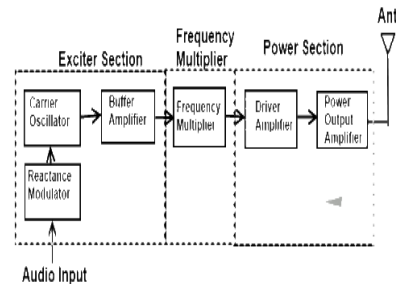 Ant
Frequency
Multiplier
Exciter Section
Power Section
Carrier
Oscillator
Buffer
Amplifier
Frequency
Multiplier
Driver
Amplifier
Power
Output
Amplifier
Reactance
Modulator
Audio Input